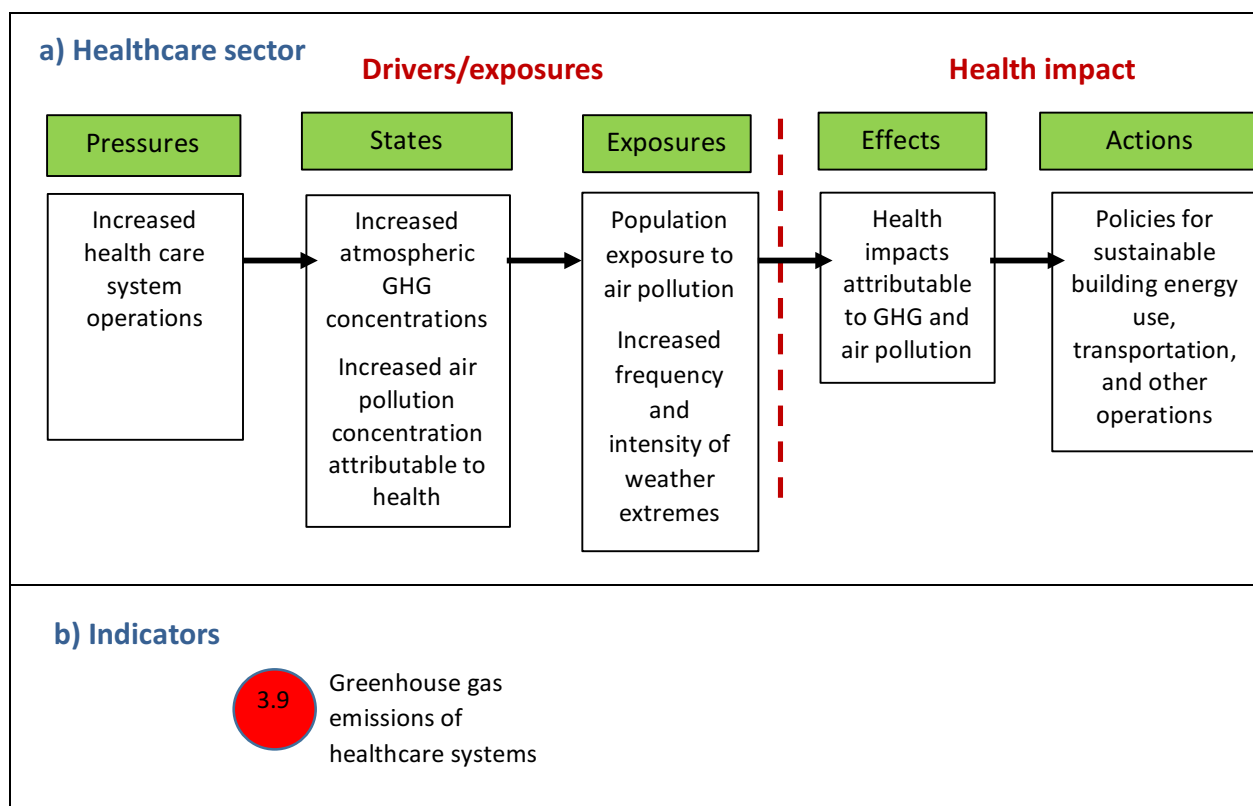 a) Healthcare sector
Drivers/exposures
Health impact
Pressures
States
Exposures
Effects
Actions
Increased
health care
system
operations
Increased
atmospheric
GHG
concentrations
Increased air
pollution
concentration
attributable to
health
Population
exposure to
air pollution
Increased
frequency
and
intensity of
weather
extremes
Health
impacts
attributable
to GHG and
air pollution
Policies for
sustainable
building energy
use,
transportation,
and other
operations
b) Indicators
3.9
Greenhouse gas
emissions of
healthcare systems